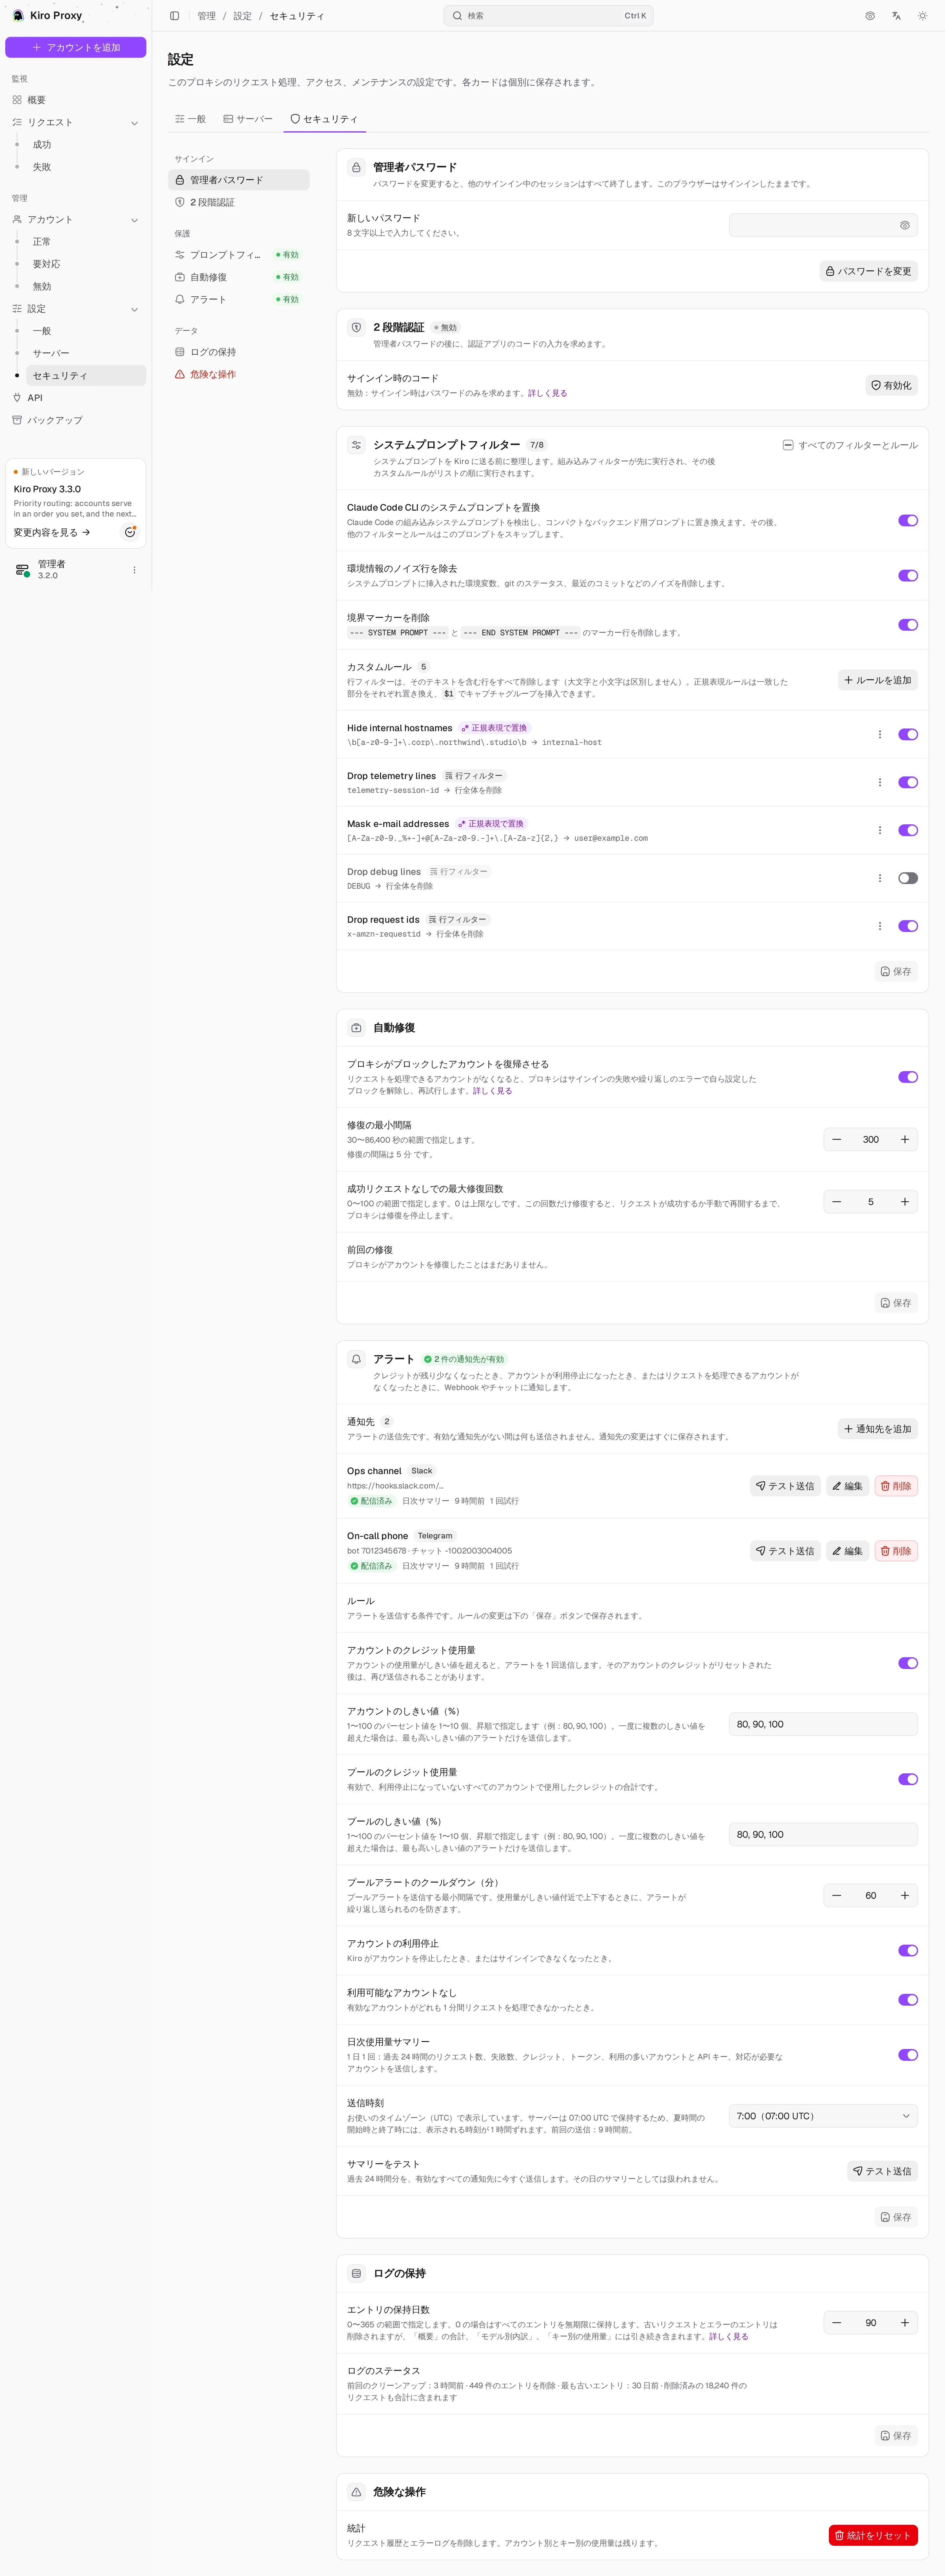 Kiro Proxy
管理 / 設定 / セキュリティ
検索 Ctrl K
アカウントを追加
監視
概要
リクエスト
成功
失敗
管理
アカウント
正常
要対応
無効
設定
一般
サーバー
セキュリティ
API
バックアップ
新しいバージョン
Kiro Proxy 3.3.0
Priority routing: accounts serve
in an order you set, and the next...
変更内容を見る →
管理者
3.2.0
設定
このプロキシのリクエスト処理、アクセス、メンテナンスの設定です。各カードは個別に保存されます。
一般 サーバー セキュリティ
サインイン
管理者パスワード
2 段階認証
保護
プロンプトフィ... 有効
自動修復 有効
アラート 有効
データ
ログの保持
危険な操作
管理者パスワード
パスワードを変更すると、他のサインイン中のセッションはすべて終了します。このブラウザーはサインインしたままです。
新しいパスワード
8 文字以上で入力してください。
パスワードを変更
2 段階認証 無効
管理者パスワードの後に、認証アプリのコードの入力を求めます。
サインイン時のコード
無効：サインイン時はパスワードのみを求めます。詳しく見る
有効化
システムプロンプトフィルター 7/8
すべてのフィルターとルール
システムプロンプトを Kiro に送る前に整理します。組み込みフィルターが先に実行され、その後
カスタムルールがリストの順に実行されます。
Claude Code CLI のシステムプロンプトを置換
Claude Code の組み込みシステムプロンプトを検出し、コンパクトなバックエンド用プロンプトに置き換えます。その後、
他のフィルターとルールはこのプロンプトをスキップします。
環境情報のノイズ行を除去
システムプロンプトに挿入された環境変数、git のステータス、最近のコミットなどのノイズを削除します。
境界マーカーを削除
--- SYSTEM PROMPT --- と --- END SYSTEM PROMPT --- のマーカー行を削除します。
カスタムルール 5
行フィルターは、そのテキストを含む行をすべて削除します（大文字と小文字は区別しません）。正規表現ルールは一致した
部分をそれぞれ置き換え、$1 でキャプチャグループを挿入できます。
ルールを追加
Hide internal hostnames 正規表現で置換
\b[a-z0-9-]+\.corp\.northwind\.studio\b → internal-host
Drop telemetry lines 行フィルター
telemetry-session-id → 行全体を削除
Mask e-mail addresses 正規表現で置換
[A-Za-z0-9._%+-]+@[A-Za-z0-9.-]+\.[A-Za-z]{2,} → user@example.com
Drop debug lines 行フィルター
DEBUG → 行全体を削除
Drop request ids 行フィルター
x-amzn-requestid → 行全体を削除
保存
自動修復
プロキシがブロックしたアカウントを復帰させる
リクエストを処理できるアカウントがなくなると、プロキシはサインインの失敗や繰り返しのエラーで自ら設定した
ブロックを解除し、再試行します。詳しく見る
修復の最小間隔
30〜86,400 秒の範囲で指定します。
修復の間隔は 5 分 です。
300
成功リクエストなしでの最大修復回数
0〜100 の範囲で指定します。0 は上限なしです。この回数だけ修復すると、リクエストが成功するか手動で再開するまで、
プロキシは修復を停止します。
5
前回の修復
プロキシがアカウントを修復したことはまだありません。
保存
アラート 2 件の通知先が有効
クレジットが残り少なくなったとき、アカウントが利用停止になったとき、またはリクエストを処理できるアカウントが
なくなったときに、Webhook やチャットに通知します。
通知先 2
アラートの送信先です。有効な通知先がない間は何も送信されません。通知先の変更はすぐに保存されます。
通知先を追加
Ops channel Slack
https://hooks.slack.com/...
配信済み 日次サマリー 9 時間前 1 回試行
テスト送信 編集 削除
On-call phone Telegram
bot 7012345678 · チャット -1002003004005
配信済み 日次サマリー 9 時間前 1 回試行
テスト送信 編集 削除
ルール
アラートを送信する条件です。ルールの変更は下の「保存」ボタンで保存されます。
アカウントのクレジット使用量
アカウントの使用量がしきい値を超えると、アラートを 1 回送信します。そのアカウントのクレジットがリセットされた
後は、再び送信されることがあります。
アカウントのしきい値（%）
1〜100 のパーセント値を 1〜10 個、昇順で指定します（例：80, 90, 100）。一度に複数のしきい値を
超えた場合は、最も高いしきい値のアラートだけを送信します。
80, 90, 100
プールのクレジット使用量
有効で、利用停止になっていないすべてのアカウントで使用したクレジットの合計です。
プールのしきい値（%）
1〜100 のパーセント値を 1〜10 個、昇順で指定します（例：80, 90, 100）。一度に複数のしきい値を
超えた場合は、最も高いしきい値のアラートだけを送信します。
80, 90, 100
プールアラートのクールダウン（分）
プールアラートを送信する最小間隔です。使用量がしきい値付近で上下するときに、アラートが
繰り返し送られるのを防ぎます。
60
アカウントの利用停止
Kiro がアカウントを停止したとき、またはサインインできなくなったとき。
利用可能なアカウントなし
有効なアカウントがどれも 1 分間リクエストを処理できなかったとき。
日次使用量サマリー
1 日 1 回：過去 24 時間のリクエスト数、失敗数、クレジット、トークン、利用の多いアカウントと API キー、対応が必要な
アカウントを送信します。
送信時刻
お使いのタイムゾーン（UTC）で表示しています。サーバーは 07:00 UTC で保持するため、夏時間の
開始時と終了時には、表示される時刻が 1 時間ずれます。前回の送信：9 時間前。
7:00（07:00 UTC）
サマリーをテスト
過去 24 時間分を、有効なすべての通知先に今すぐ送信します。その日のサマリーとしては扱われません。
テスト送信
保存
ログの保持
エントリの保持日数
0〜365 の範囲で指定します。0 の場合はすべてのエントリを無期限に保持します。古いリクエストとエラーのエントリは
削除されますが、「概要」の合計、「モデル別内訳」、「キー別の使用量」には引き続き含まれます。詳しく見る
90
ログのステータス
前回のクリーンアップ：3 時間前 · 449 件のエントリを削除 · 最も古いエントリ：30 日前 · 削除済みの 18,240 件の
リクエストも合計に含まれます
保存
危険な操作
統計
リクエスト履歴とエラーログを削除します。アカウント別とキー別の使用量は残ります。
統計をリセット